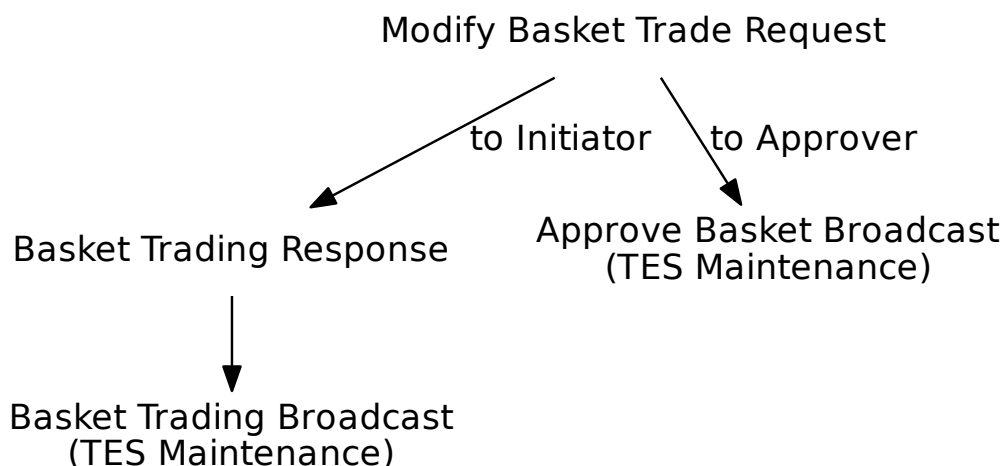 Modify Basket Trade Request
to Initiator
to Approver
Basket Trading Response
Approve Basket Broadcast
(TES Maintenance)
Basket Trading Broadcast
(TES Maintenance)